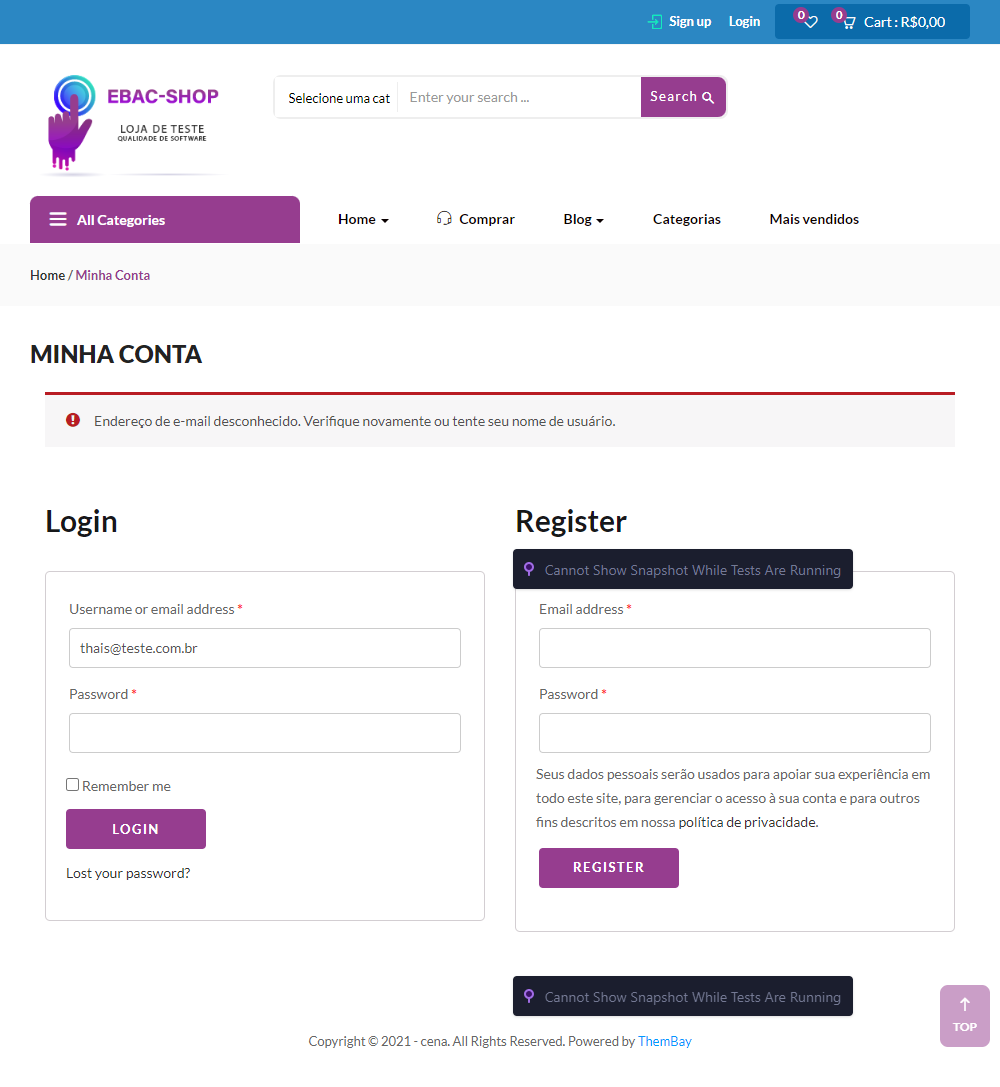 Sign up Login 0 0 Cart : R$0,00
EBAC-SHOP
LOJA DE TESTE
QUALIDADE DE SOFTWARE
Selecione uma cat Enter your search ... Search
All Categories Home Comprar Blog Categorias Mais vendidos
Home / Minha Conta
MINHA CONTA
Endereço de e-mail desconhecido. Verifique novamente ou tente seu nome de usuário.
Login
Username or email address *
thais@teste.com.br
Password *
Remember me
LOGIN
Lost your password?
Register
Cannot Show Snapshot While Tests Are Running
Email address *
Password *
Seus dados pessoais serão usados para apoiar sua experiência em
todo este site, para gerenciar o acesso à sua conta e para outros
fins descritos em nossa política de privacidade.
REGISTER
Cannot Show Snapshot While Tests Are Running
TOP
Copyright © 2021 - cena. All Rights Reserved. Powered by ThemBay